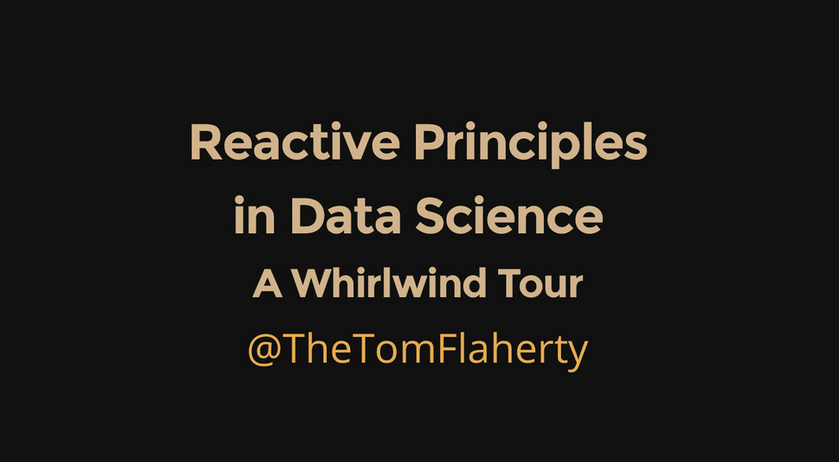 Reactive Principles
in Data Science
A Whirlwind Tour
@TheTomFlaherty